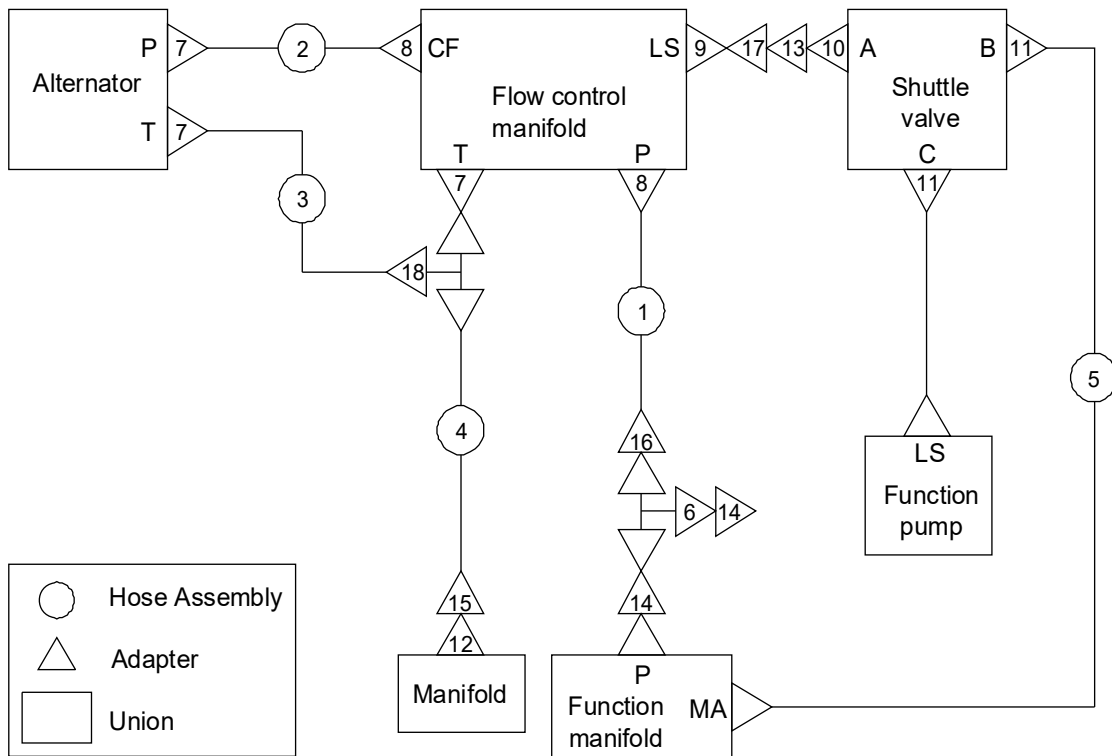 P
7
2
8
CF
LS
9
17
13
10
A
B
11
Alternator
Flow control
manifold
Shuttle
valve
T
7
T
7
P
8
C
11
3
18
1
5
4
16
LS
Function
pump
6
14
15
12
14
Manifold
P
Function
manifold
MA
Hose Assembly
Adapter
Union